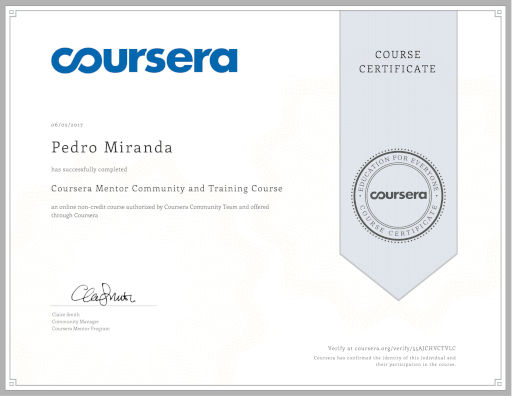 coursera
06/02/2017
Pedro Miranda
has successfully completed
Coursera Mentor Community and Training Course
an online non-credit course authorized by Coursera Community Team and offered
through Coursera
Claire Smith
Community Manager
Coursera Mentor Program
COURSE
CERTIFICATE
EDUCATION FOR EVERYONE
coursera
COURSE CERTIFICATE
Verify at coursera.org/verify/
Coursera has confirmed the identity of this individual and
their participation in the course.